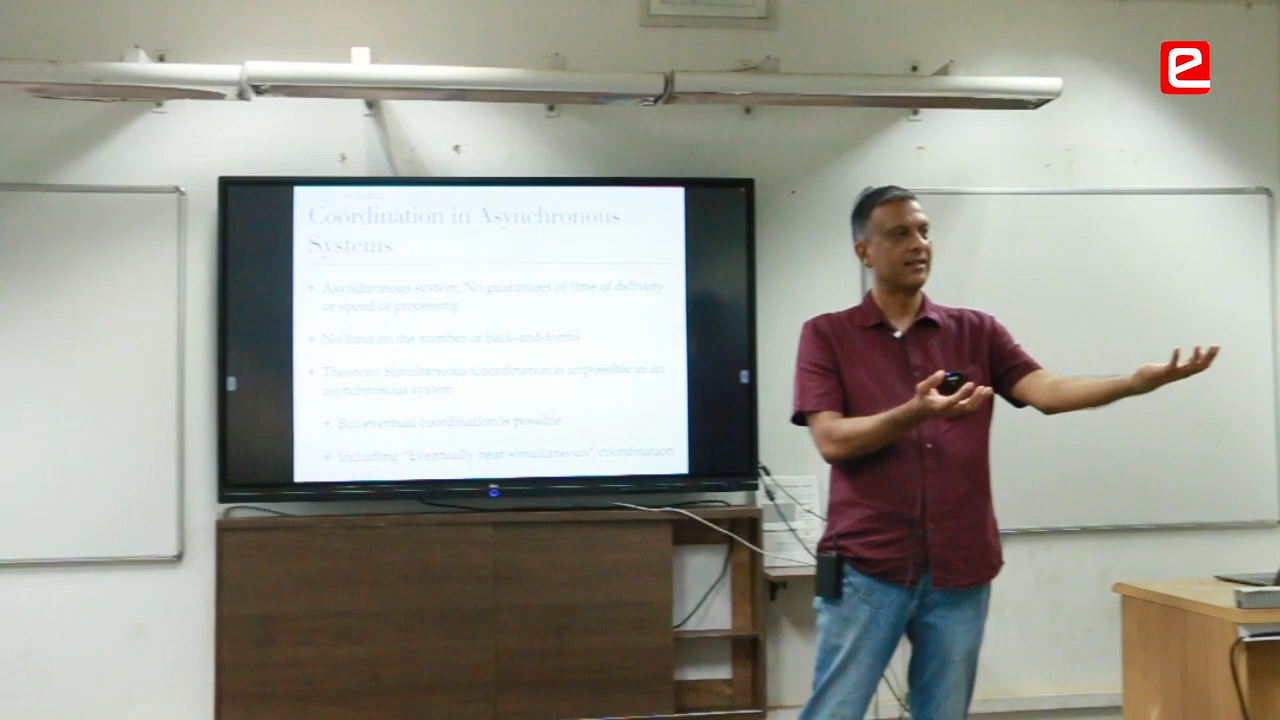 e
Coordination in Asynchronous
Systems
Asynchronous system: No guarantees of time of delivery
or speed of processing
No limit on the number of back-and-forths
Theorem: Simultaneous Coordination is impossible in an
asynchronous system
But eventual coordination is possible
Including "Eventually near simultaneous" coordination